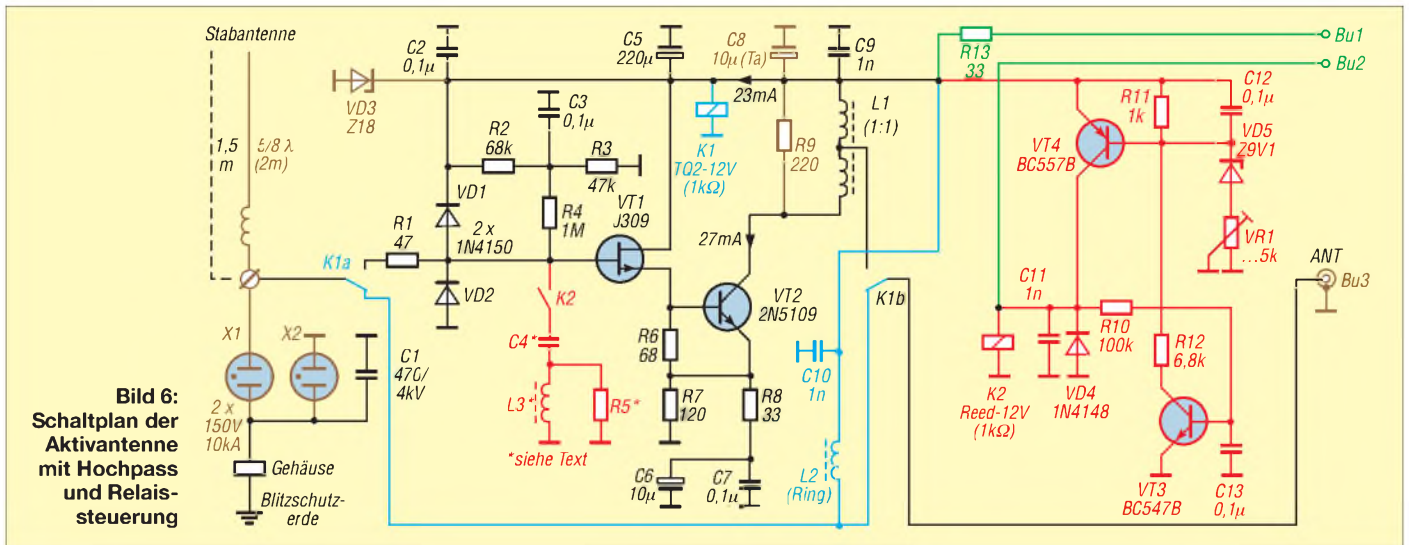 Stabantenne
1,5 m
5/8 λ (2m)
VD3
Z18
C2
0,1µ
C5
220µ
C8
10µ (Ta)
C9
1n
23mA
L1
(1:1)
R13
33
Bu1
Bu2
C3
0,1µ
R2
68k
R3
47k
K1
TQ2-12V
(1kΩ)
R9
220
R11
1k
C12
0,1µ
VT4
BC557B
VD5
Z9V1
VD1
2 x
1N4150
R4
1M
VT1
J309
R1
47
K1a
27mA
VR1
...5k
ANT
Bu3
VD2
K2
VT2
2N5109
K1b
C11
1n
X1
X2
C4*
R6
68
R10
100k
R12
6,8k
C1
470/
4kV
C10
1n
L3*
R5*
R7
120
R8
33
K2
Reed-12V
(1kΩ)
VD4
1N4148
2 x
150V
10kA
*siehe Text
Gehäuse
Blitzschutz-
erde
C6
10µ
C7
0,1µ
L2
(Ring)
VT3
BC547B
C13
0,1µ
Bild 6:
Schaltplan der
Aktivantenne
mit Hochpass
und Relais-
steuerung